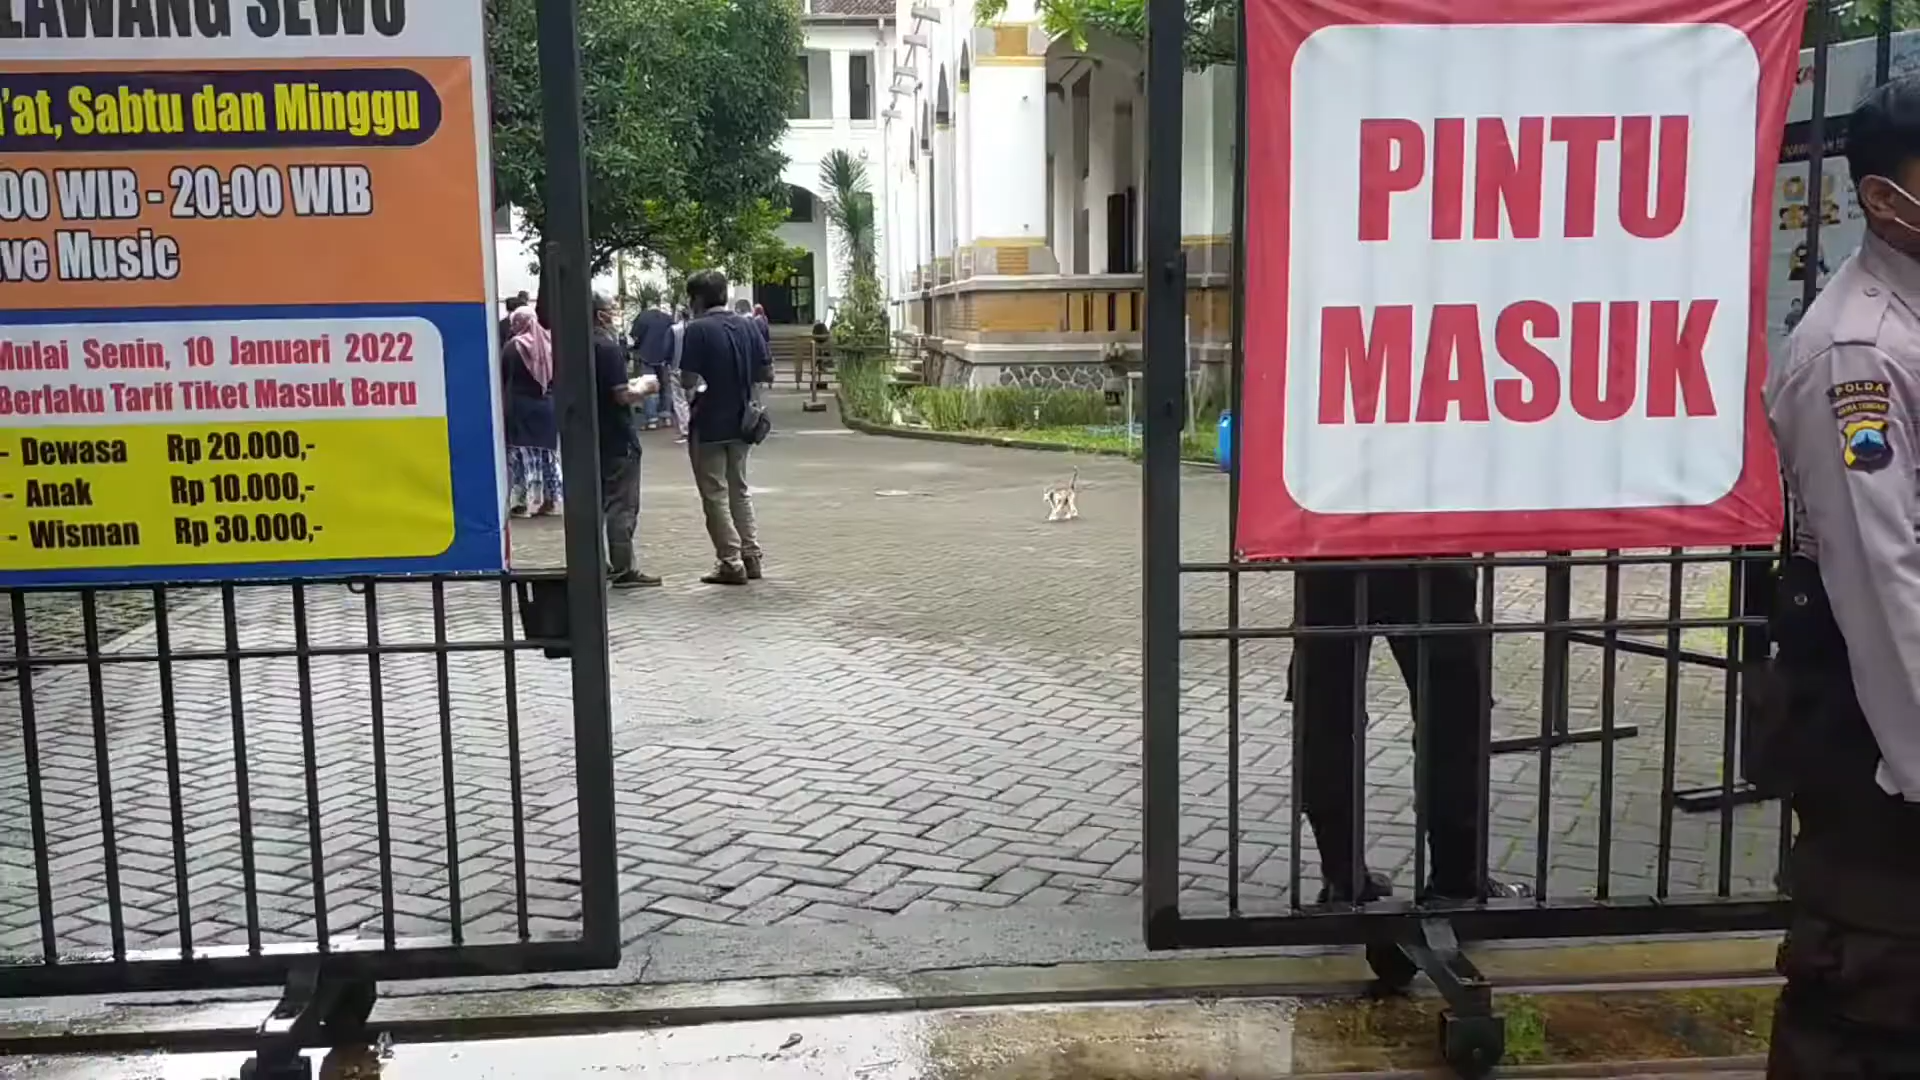 LAWANG SEWU
'at, Sabtu dan Minggu
00 WIB - 20:00 WIB
ve Music
Mulai Senin, 10 Januari 2022
Berlaku Tarif Tiket Masuk Baru
- Dewasa Rp 20.000,-
- Anak Rp 10.000,-
- Wisman Rp 30.000,-
PINTU
MASUK
POLDA
JAWA TENGAH